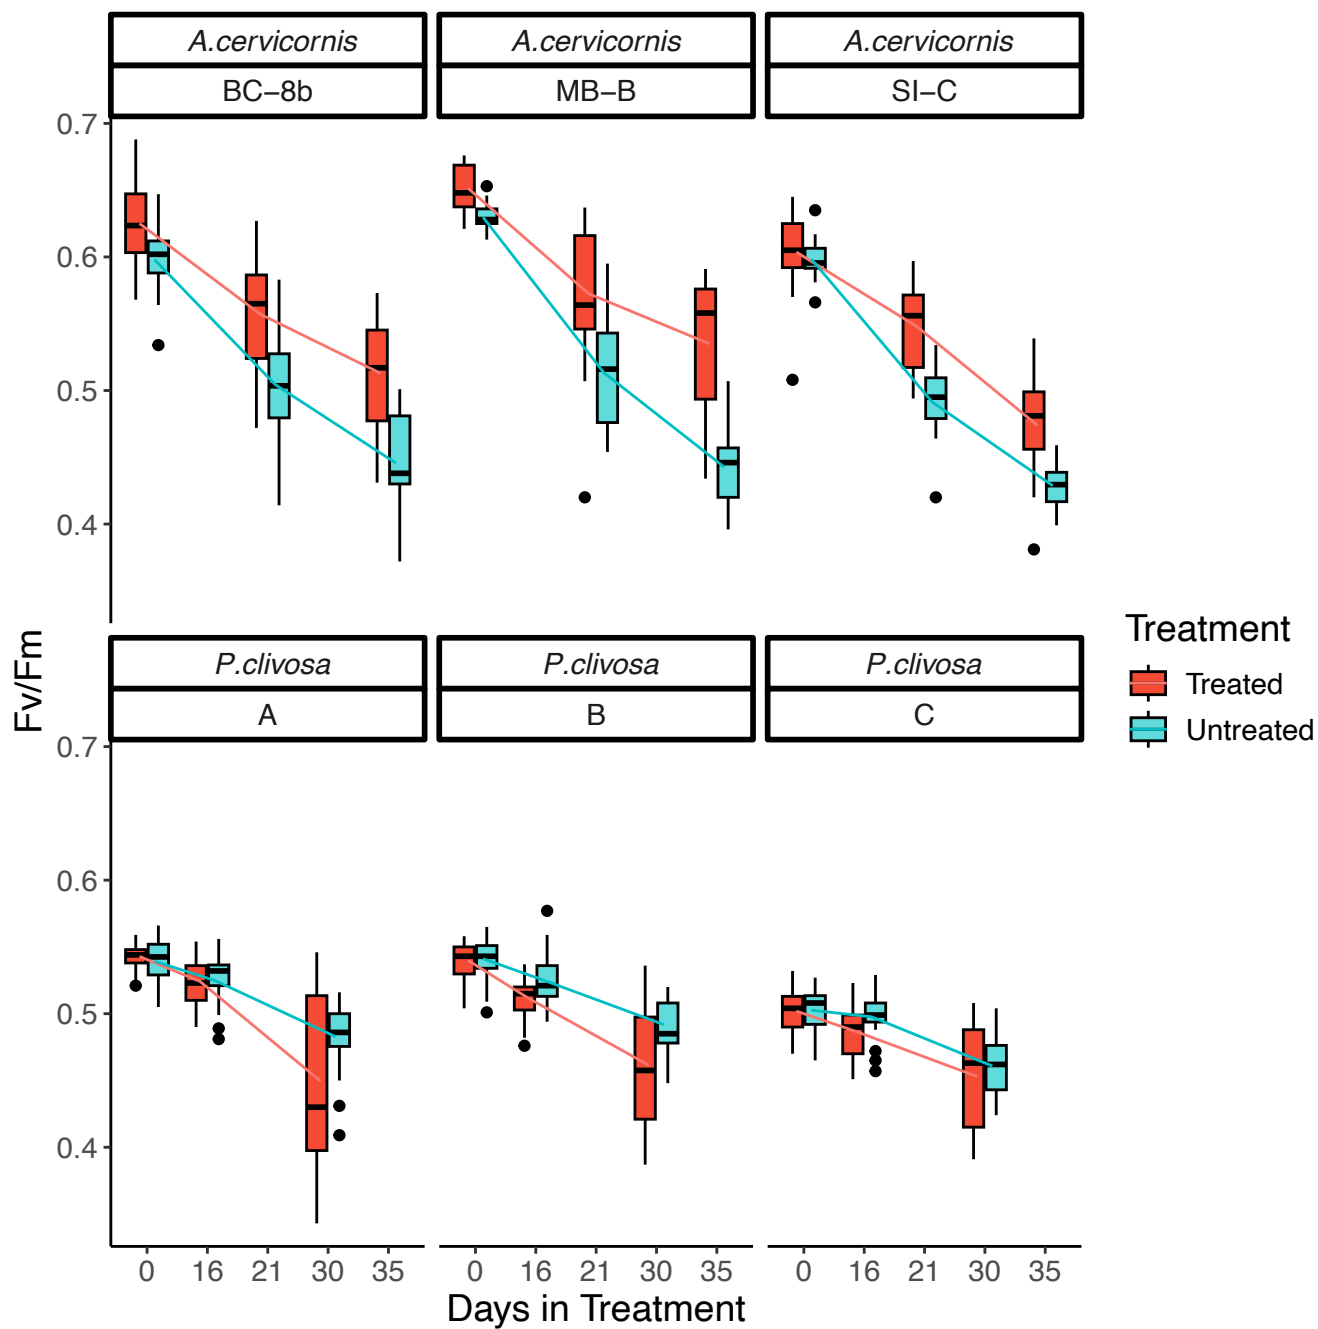 A.cervicornis A.cervicornis A.cervicornis
BC−8b MB−B SI−C
0.7
0.6
0.5
0.4
Fv/Fm
P.clivosa P.clivosa P.clivosa
A B C
0.7
0.6
0.5
0.4
0 16 21 30 35 0 16 21 30 35 0 16 21 30 35
Days in Treatment
Treatment
Treated
Untreated